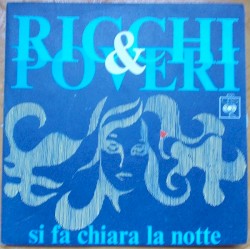 RICCHI
&
POVERI
si fa chiara la notte